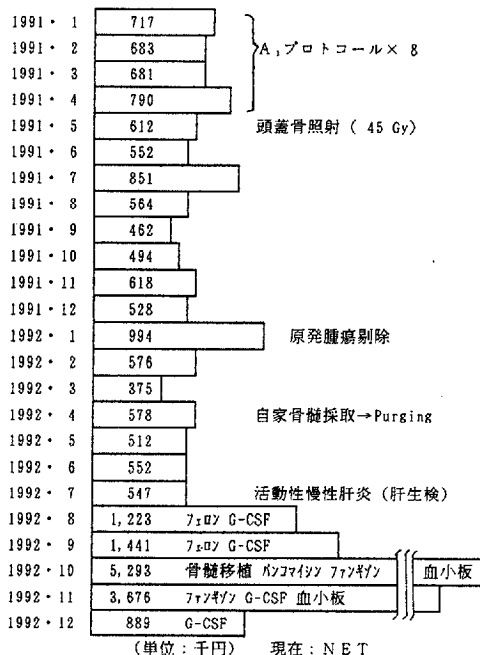 1991・1 717
1991・2 683 A₁プロトコール×8
1991・3 681
1991・4 790
1991・5 612 頭蓋骨照射(45 Gy)
1991・6 552
1991・7 851
1991・8 564
1991・9 462
1991・10 494
1991・11 618
1991・12 528
1992・1 994 原発腫瘍剔除
1992・2 576
1992・3 375
1992・4 578 自家骨髄採取→Purging
1992・5 512
1992・6 552
1992・7 547 活動性慢性肝炎(肝生検)
1992・8 1,223 フェロン G-CSF
1992・9 1,441 フェロン G-CSF
1992・10 5,293 骨髄移植 バンコマイシン ファンギゾン 血小板
1992・11 3,676 ファンギゾン G-CSF 血小板
1992・12 889 G-CSF
(単位:千円) 現在:NET